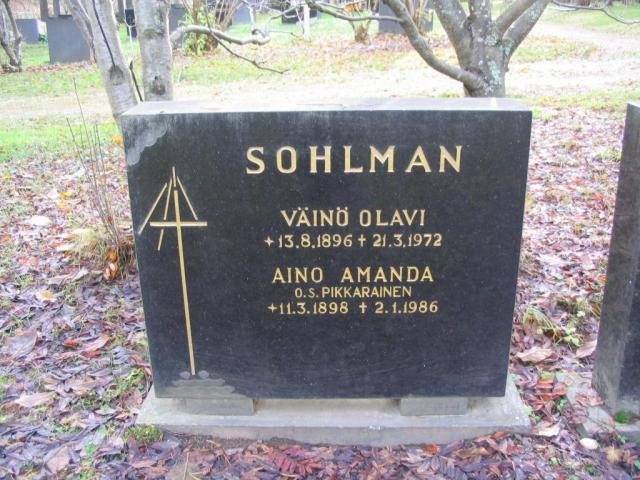 SOHLMAN
VÄINÖ OLAVI
*13.8.1896 † 21.3.1972
AINO AMANDA
O.S. PIKKARAINEN
*11.3.1898 † 2.1.1986